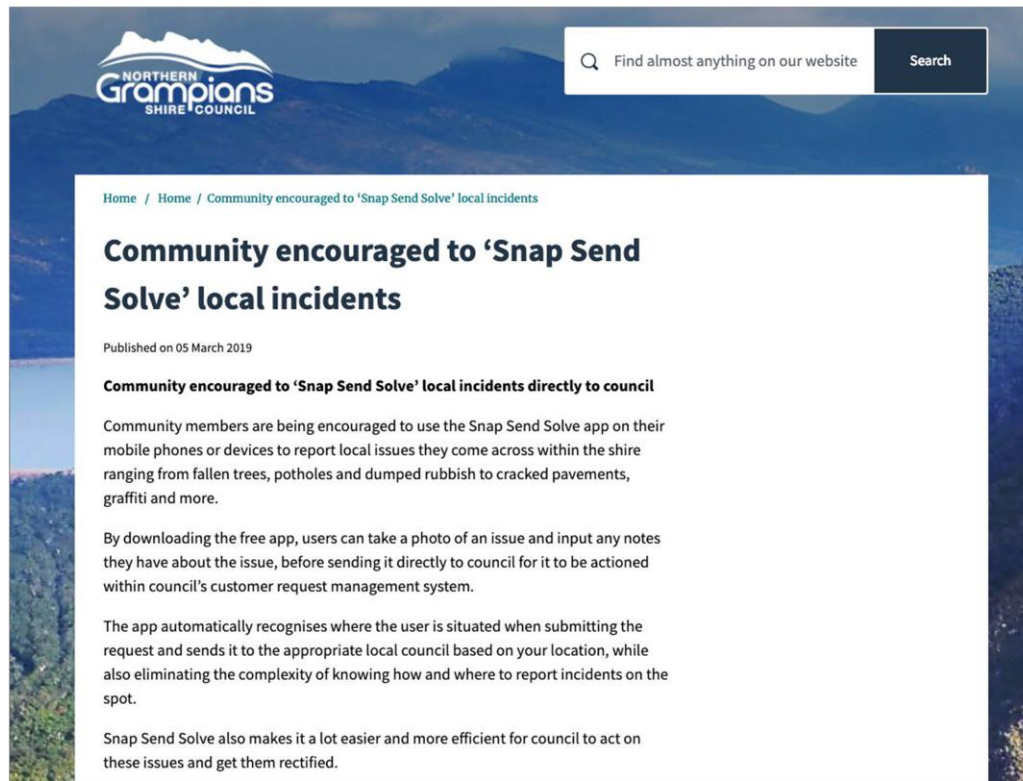 NORTHERN
Grampians
SHIRE COUNCIL
Find almost anything on our website
Search
Home / Home / Community encouraged to ‘Snap Send Solve’ local incidents
Community encouraged to ‘Snap Send
Solve’ local incidents
Published on 05 March 2019
Community encouraged to ‘Snap Send Solve’ local incidents directly to council
Community members are being encouraged to use the Snap Send Solve app on their
mobile phones or devices to report local issues they come across within the shire
ranging from fallen trees, potholes and dumped rubbish to cracked pavements,
graffiti and more.
By downloading the free app, users can take a photo of an issue and input any notes
they have about the issue, before sending it directly to council for it to be actioned
within council’s customer request management system.
The app automatically recognises where the user is situated when submitting the
request and sends it to the appropriate local council based on your location, while
also eliminating the complexity of knowing how and where to report incidents on the
spot.
Snap Send Solve also makes it a lot easier and more efficient for council to act on
these issues and get them rectified.